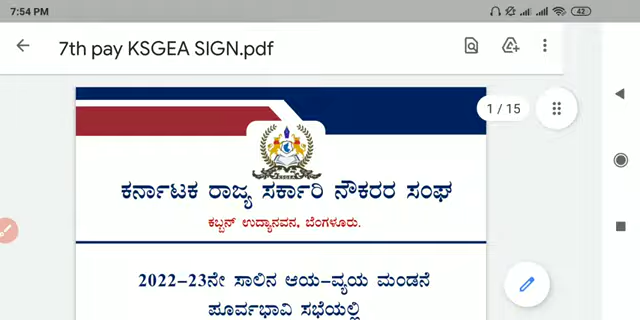 7:54 PM
42
7th pay KSGEA SIGN.pdf
1 / 15
KSGEA
ಕರ್ನಾಟಕ ರಾಜ್ಯ ಸರ್ಕಾರಿ ನೌಕರರ ಸಂಘ
ಕಬ್ಬನ್ ಉದ್ಯಾನವನ, ಬೆಂಗಳೂರು.
2022-23ನೇ ಸಾಲಿನ ಆಯ-ವ್ಯಯ ಮಂಡನೆ
ಪೂರ್ವಭಾವಿ ಸಭೆಯಲ್ಲಿ